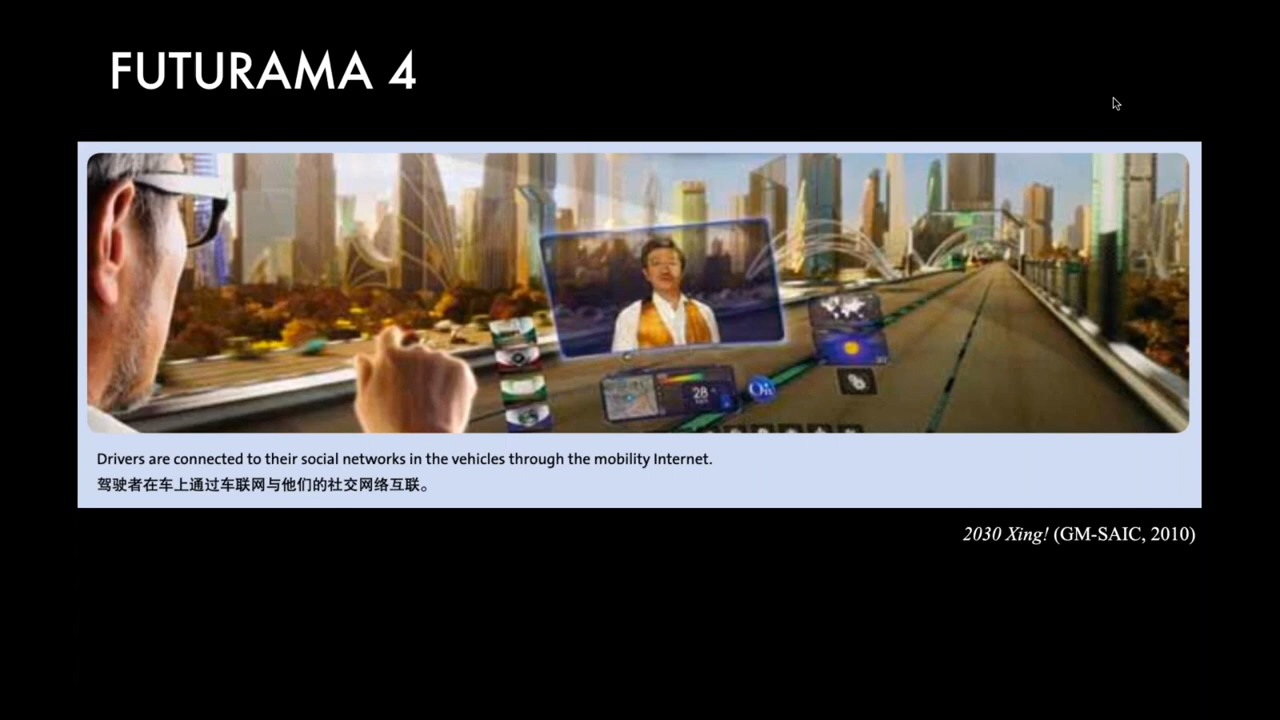 FUTURAMA 4
28
On
Drivers are connected to their social networks in the vehicles through the mobility Internet.
驾驶者在车上通过车联网与他们的社交网络互联。
2030 Xing! (GM-SAIC, 2010)